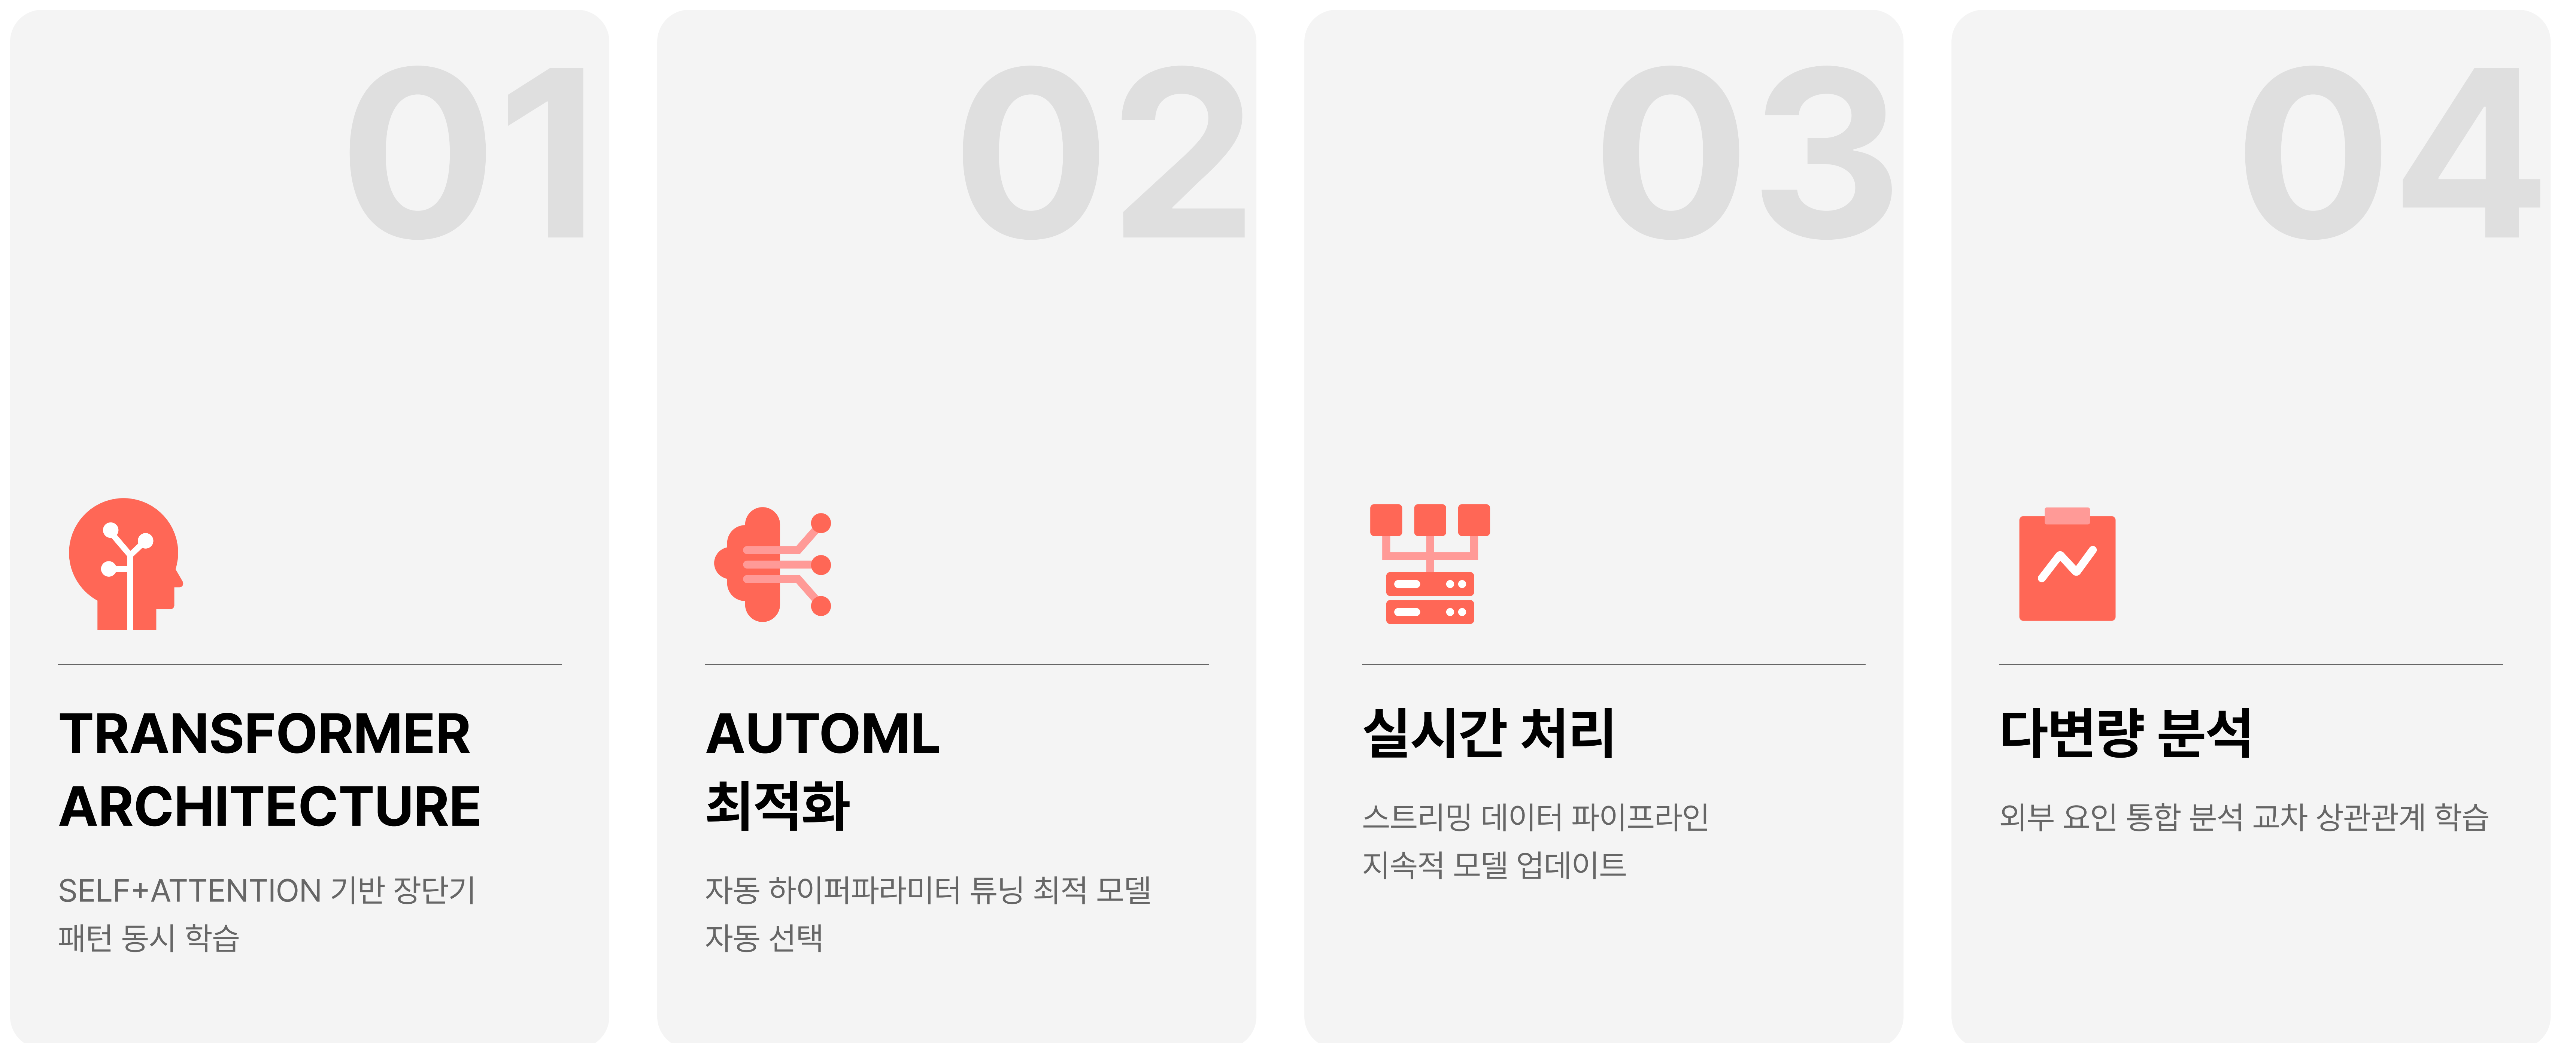 01
TRANSFORMER
ARCHITECTURE
SELF+ATTENTION 기반 장단기
패턴 동시 학습
02
AUTOML
최적화
자동 하이퍼파라미터 튜닝 최적 모델
자동 선택
03
실시간 처리
스트리밍 데이터 파이프라인
지속적 모델 업데이트
04
다변량 분석
외부 요인 통합 분석 교차 상관관계 학습